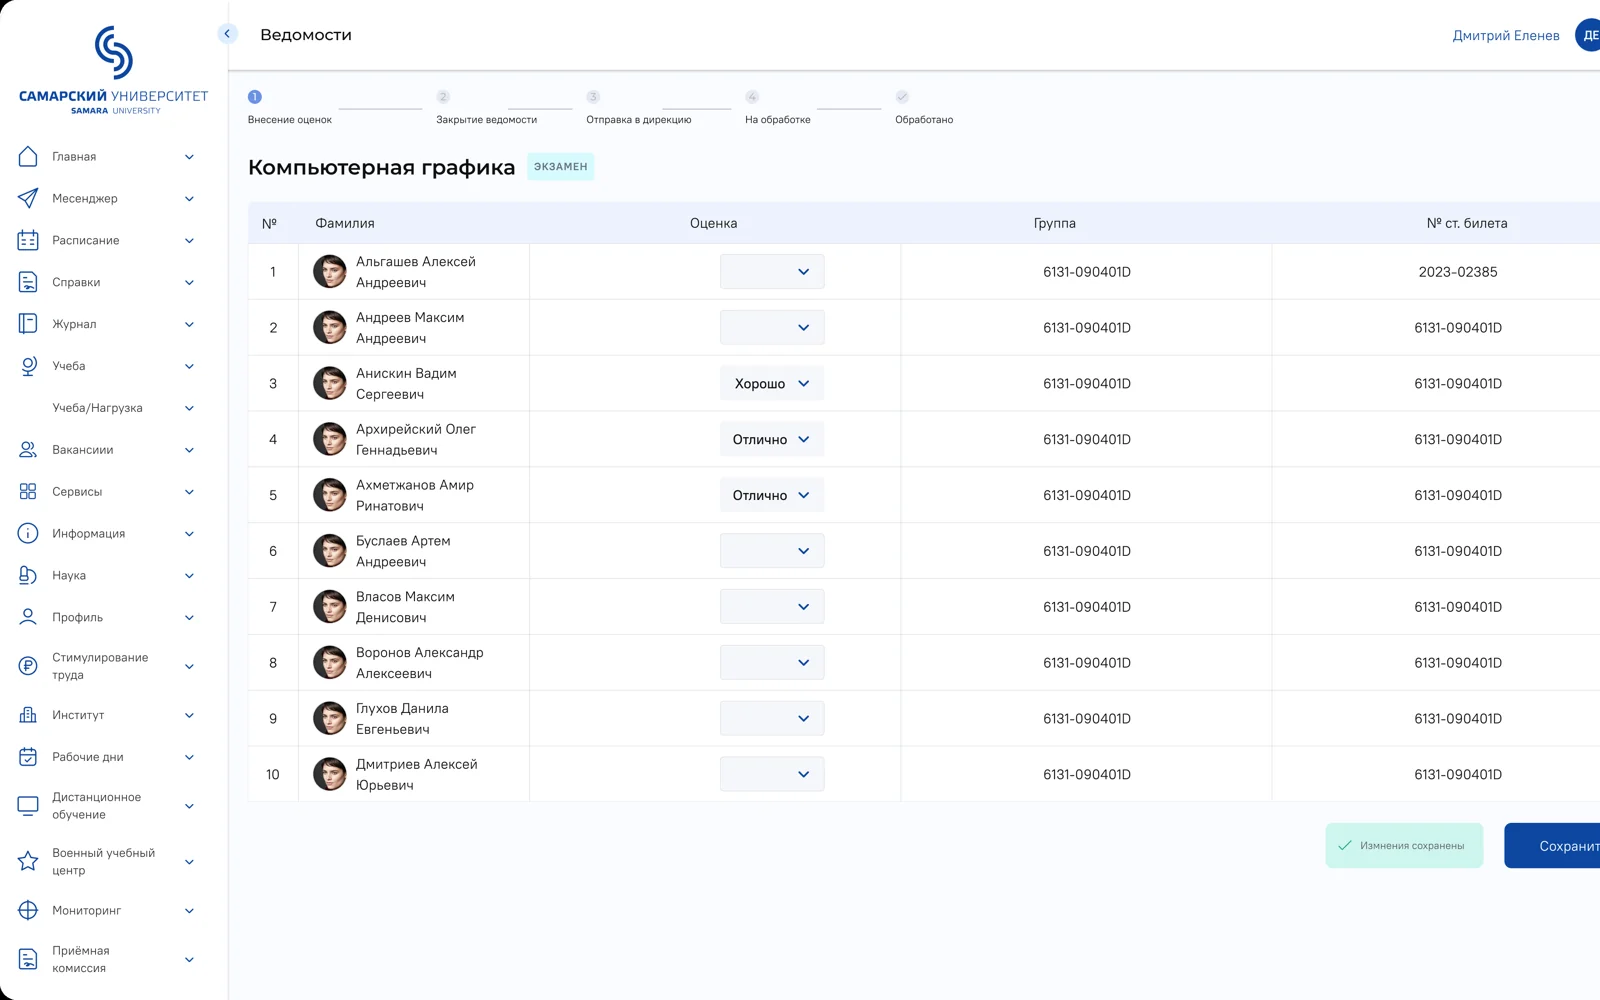 САМАРСКИЙ УНИВЕРСИТЕТ
SAMARA UNIVERSITY
Главная
Месенджер
Расписание
Справки
Журнал
Учеба
Учеба/Нагрузка
Вакансиии
Сервисы
Информация
Наука
Профиль
Стимулирование
труда
Институт
Рабочие дни
Дистанционное
обучение
Военный учебный
центр
Мониторинг
Приёмная
комиссия
Ведомости
Дмитрий Еленев
ДЕ
1
Внесение оценок
2
Закрытие ведомости
3
Отправка в дирекцию
4
На обработке
Обработано
Компьютерная графика
ЭКЗАМЕН
№ Фамилия Оценка Группа № ст. билета
1 Альгашев Алексей
Андреевич
6131-090401D 2023-02385
2 Андреев Максим
Андреевич
6131-090401D 6131-090401D
3 Анискин Вадим
Сергеевич
Хорошо 6131-090401D 6131-090401D
4 Архирейский Олег
Геннадьевич
Отлично 6131-090401D 6131-090401D
5 Ахметжанов Амир
Ринатович
Отлично 6131-090401D 6131-090401D
6 Буслаев Артем
Андреевич
6131-090401D 6131-090401D
7 Власов Максим
Денисович
6131-090401D 6131-090401D
8 Воронов Александр
Алексеевич
6131-090401D 6131-090401D
9 Глухов Данила
Евгеньевич
6131-090401D 6131-090401D
10 Дмитриев Алексей
Юрьевич
6131-090401D 6131-090401D
Измнения сохранены
Сохранит